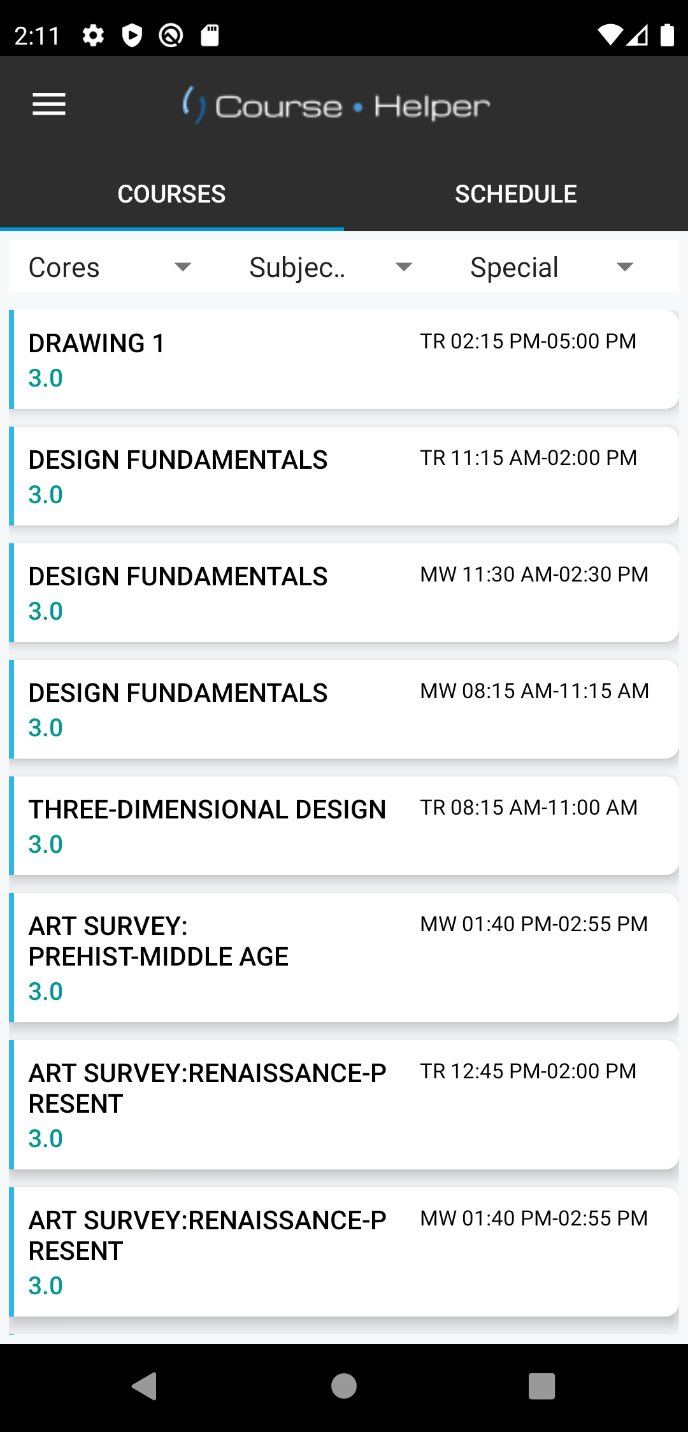 2:11
Course • Helper
COURSES SCHEDULE
Cores Subjec.. Special
DRAWING 1 TR 02:15 PM-05:00 PM
3.0
DESIGN FUNDAMENTALS TR 11:15 AM-02:00 PM
3.0
DESIGN FUNDAMENTALS MW 11:30 AM-02:30 PM
3.0
DESIGN FUNDAMENTALS MW 08:15 AM-11:15 AM
3.0
THREE-DIMENSIONAL DESIGN TR 08:15 AM-11:00 AM
3.0
ART SURVEY: MW 01:40 PM-02:55 PM
PREHIST-MIDDLE AGE
3.0
ART SURVEY:RENAISSANCE-P TR 12:45 PM-02:00 PM
RESENT
3.0
ART SURVEY:RENAISSANCE-P MW 01:40 PM-02:55 PM
RESENT
3.0